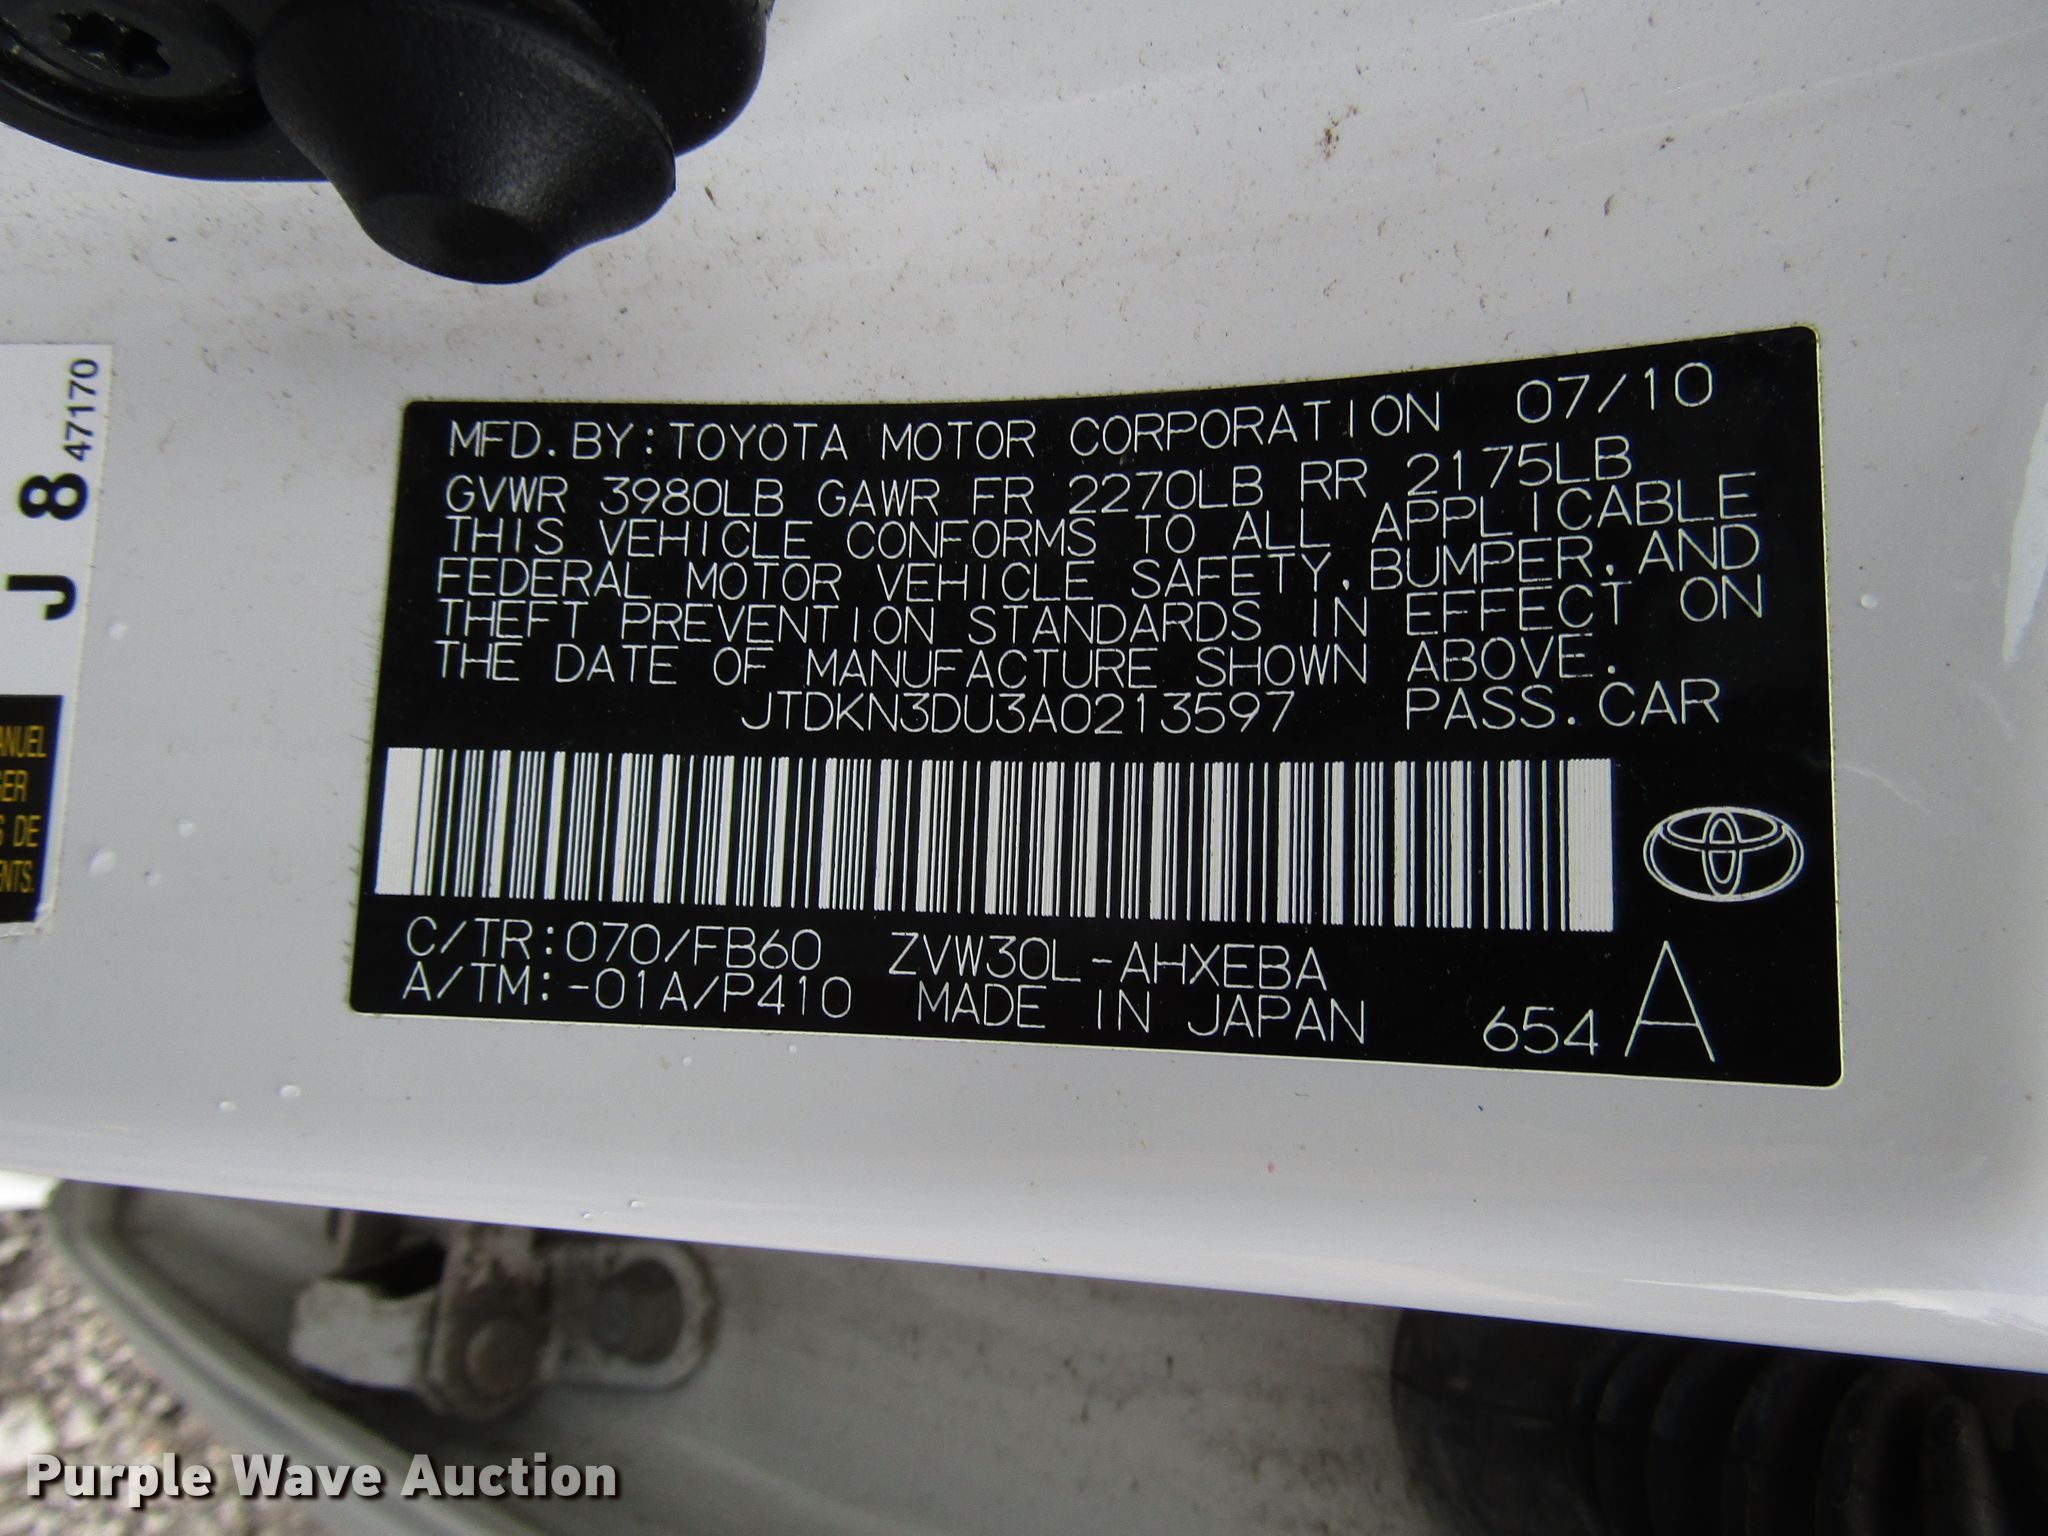 MFD.BY:TOYOTA MOTOR CORPORATION 07/10
GVWR 3980LB GAWR FR 2270LB RR 2175LB
THIS VEHICLE CONFORMS TO ALL APPLICABLE
FEDERAL MOTOR VEHICLE SAFETY,BUMPER,AND
THEFT PREVENTION STANDARDS IN EFFECT ON
THE DATE OF MANUFACTURE SHOWN ABOVE.
JTDKN3DU3A0213597 PASS.CAR
C/TR:070/FB60 ZVW30L-AHXEBA
A/TM:-01A/P410 MADE IN JAPAN 654 A
J 8 47170
DE
Purple Wave Auction